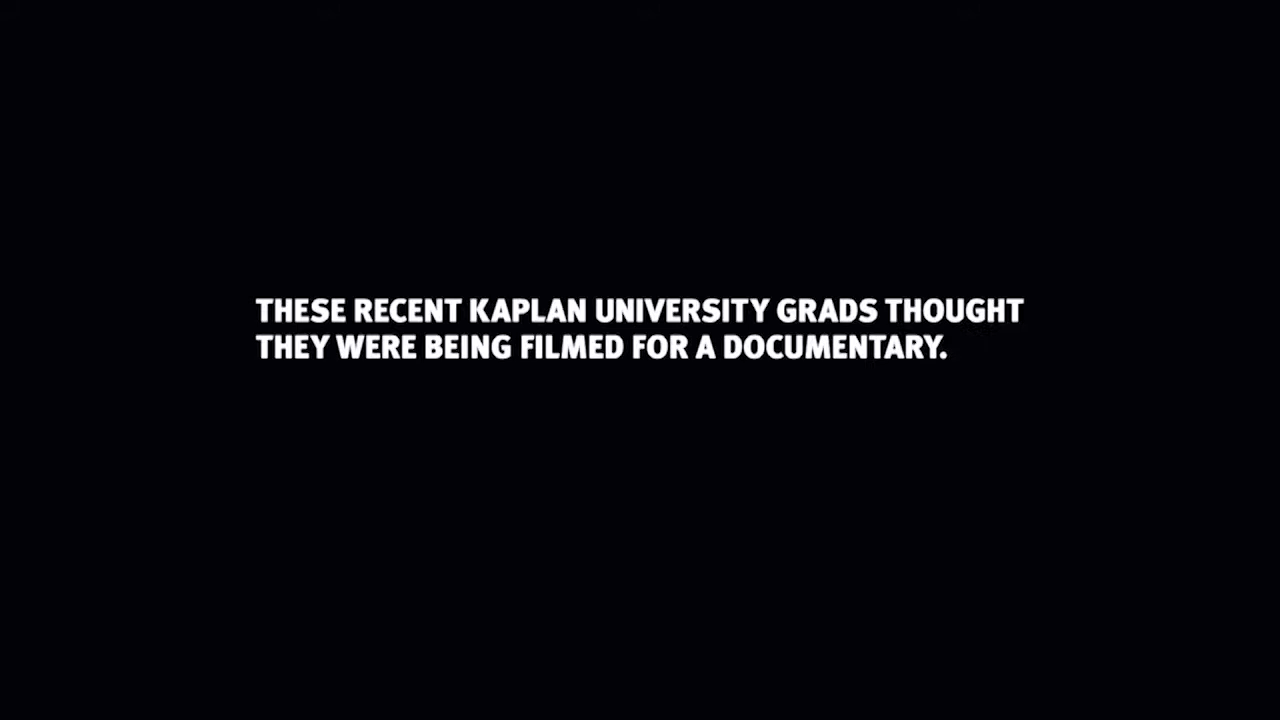 THESE RECENT KAPLAN UNIVERSITY GRADS THOUGHT
THEY WERE BEING FILMED FOR A DOCUMENTARY.